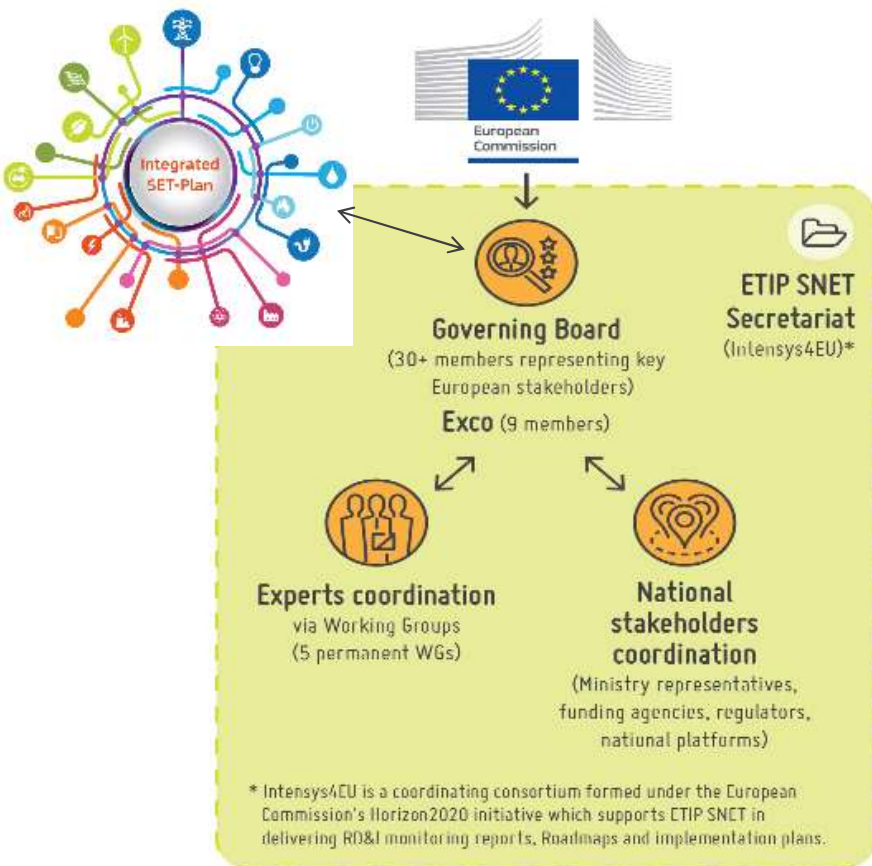 Integrated
SET-Plan
European
Commission
ETIP SNET
Secretariat
(Intensys4EU)*
Governing Board
(30+ members representing key
European stakeholders)
Exco (9 members)
Experts coordination
via Working Groups
(5 permanent WGs)
National
stakeholders
coordination
(Ministry representatives,
funding agencies, regulators,
national platforms)
* Intensys4EU is a coordinating consortium formed under the European
Commission's Horizon2020 initiative which supports ETIP SNET in
delivering RD&I monitoring reports, Roadmaps and implementation plans.